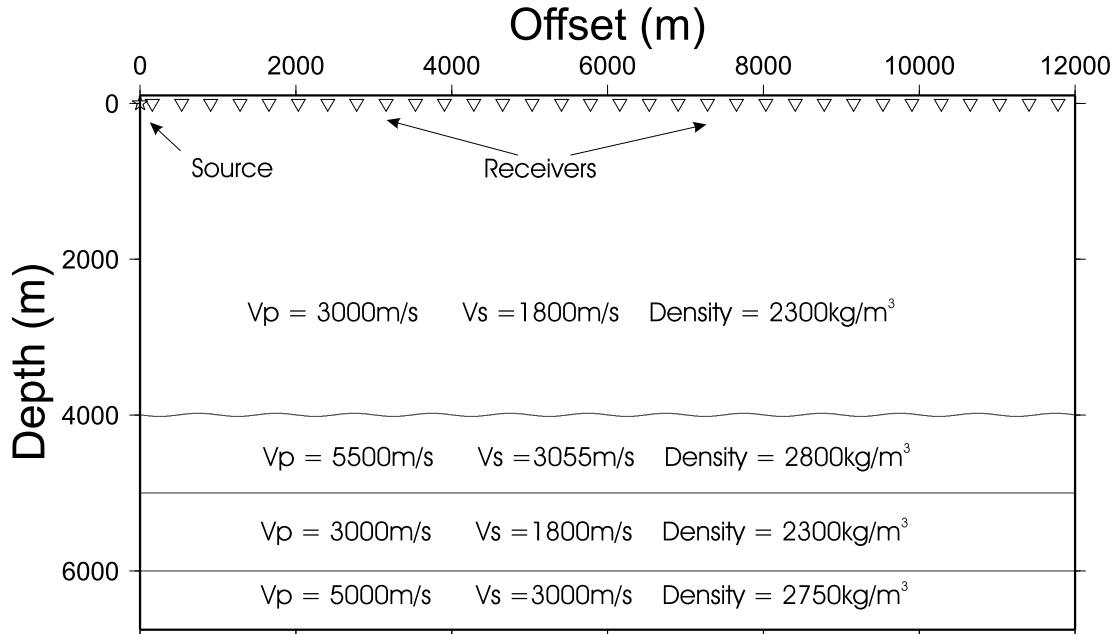 Offset (m)
0 2000 4000 6000 8000 10000 12000
0
Source Receivers
2000
Depth (m)
Vp = 3000m/s Vs =1800m/s Density = 2300kg/m³
4000
Vp = 5500m/s Vs =3055m/s Density = 2800kg/m³
Vp = 3000m/s Vs =1800m/s Density = 2300kg/m³
6000
Vp = 5000m/s Vs =3000m/s Density = 2750kg/m³